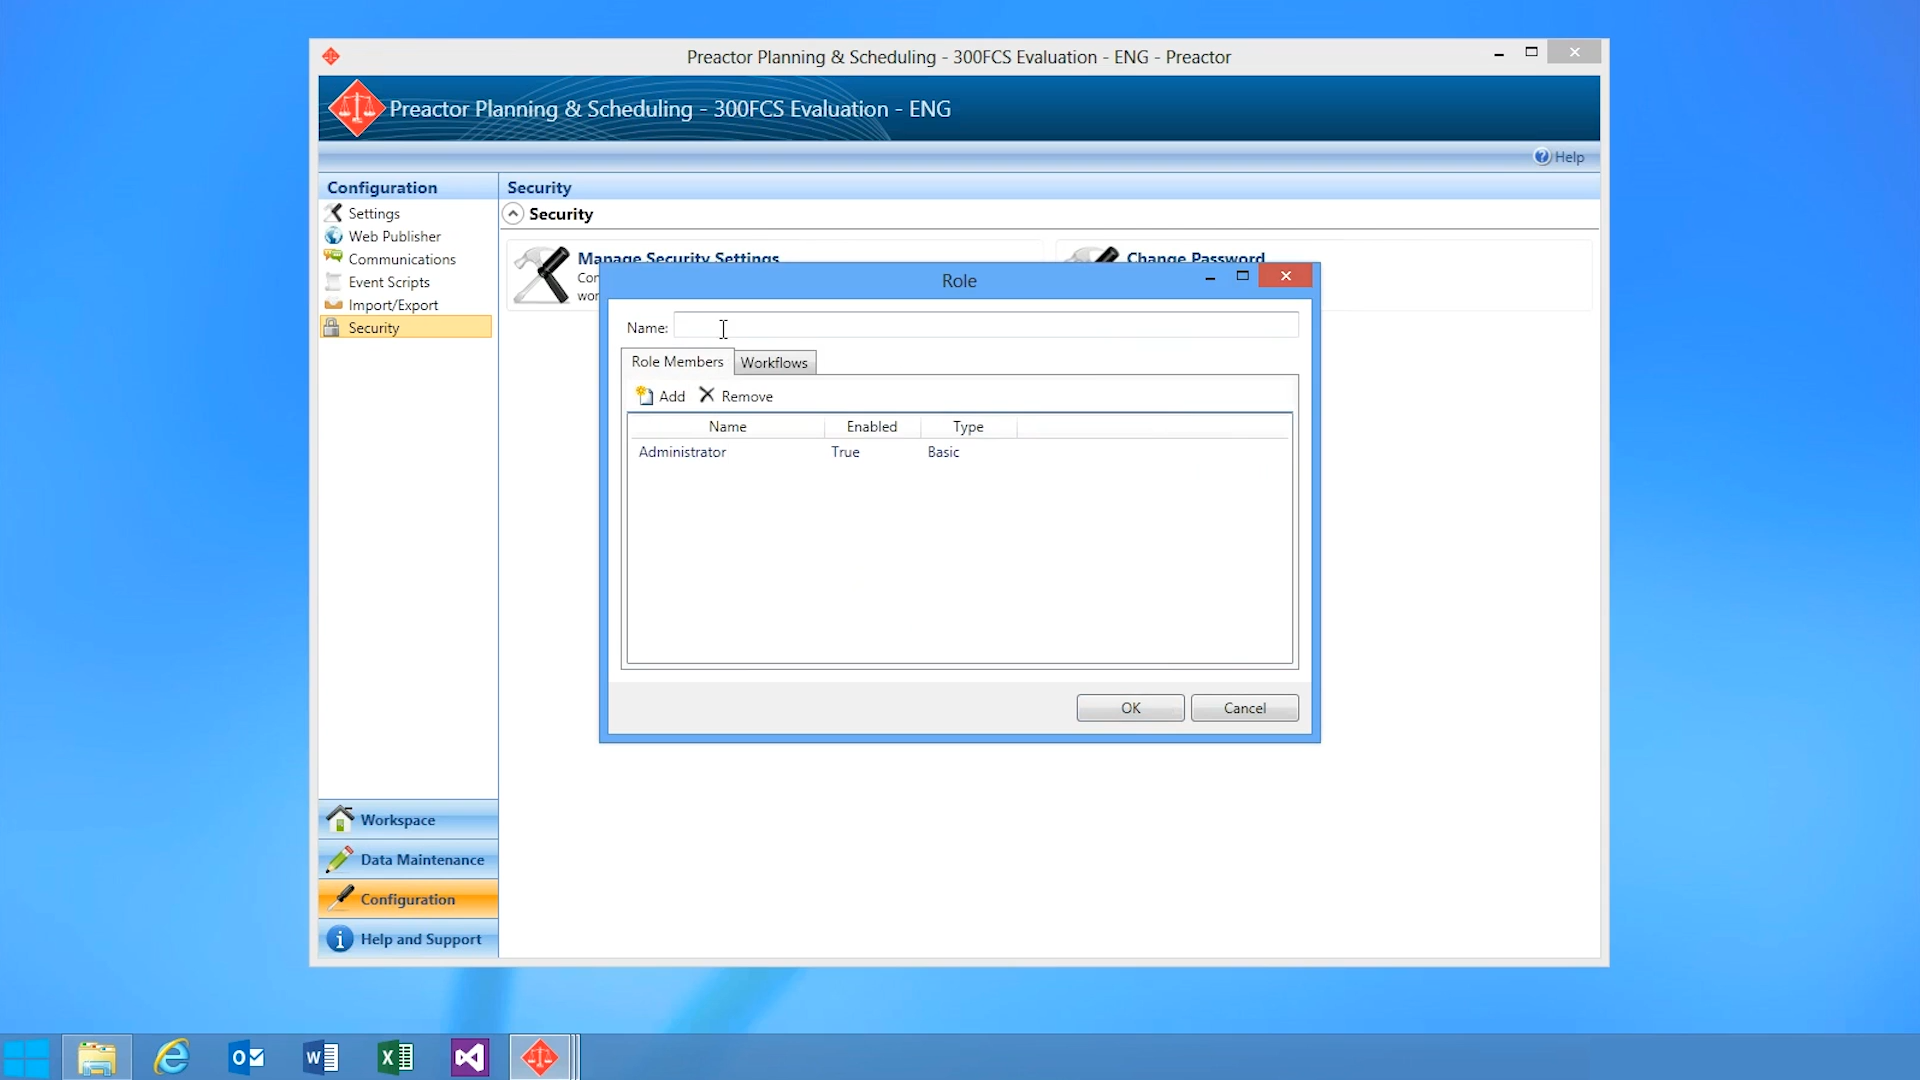 Preactor Planning & Scheduling - 300FCS Evaluation - ENG - Preactor
Preactor Planning & Scheduling - 300FCS Evaluation - ENG
Help
Configuration
Settings
Web Publisher
Communications
Event Scripts
Import/Export
Security
Security
Security
Manage Security Settings
Con
wor
Change Password
Role
Name:
Role Members
Workflows
Add
Remove
Name Enabled Type
Administrator True Basic
OK
Cancel
Workspace
Data Maintenance
Configuration
Help and Support